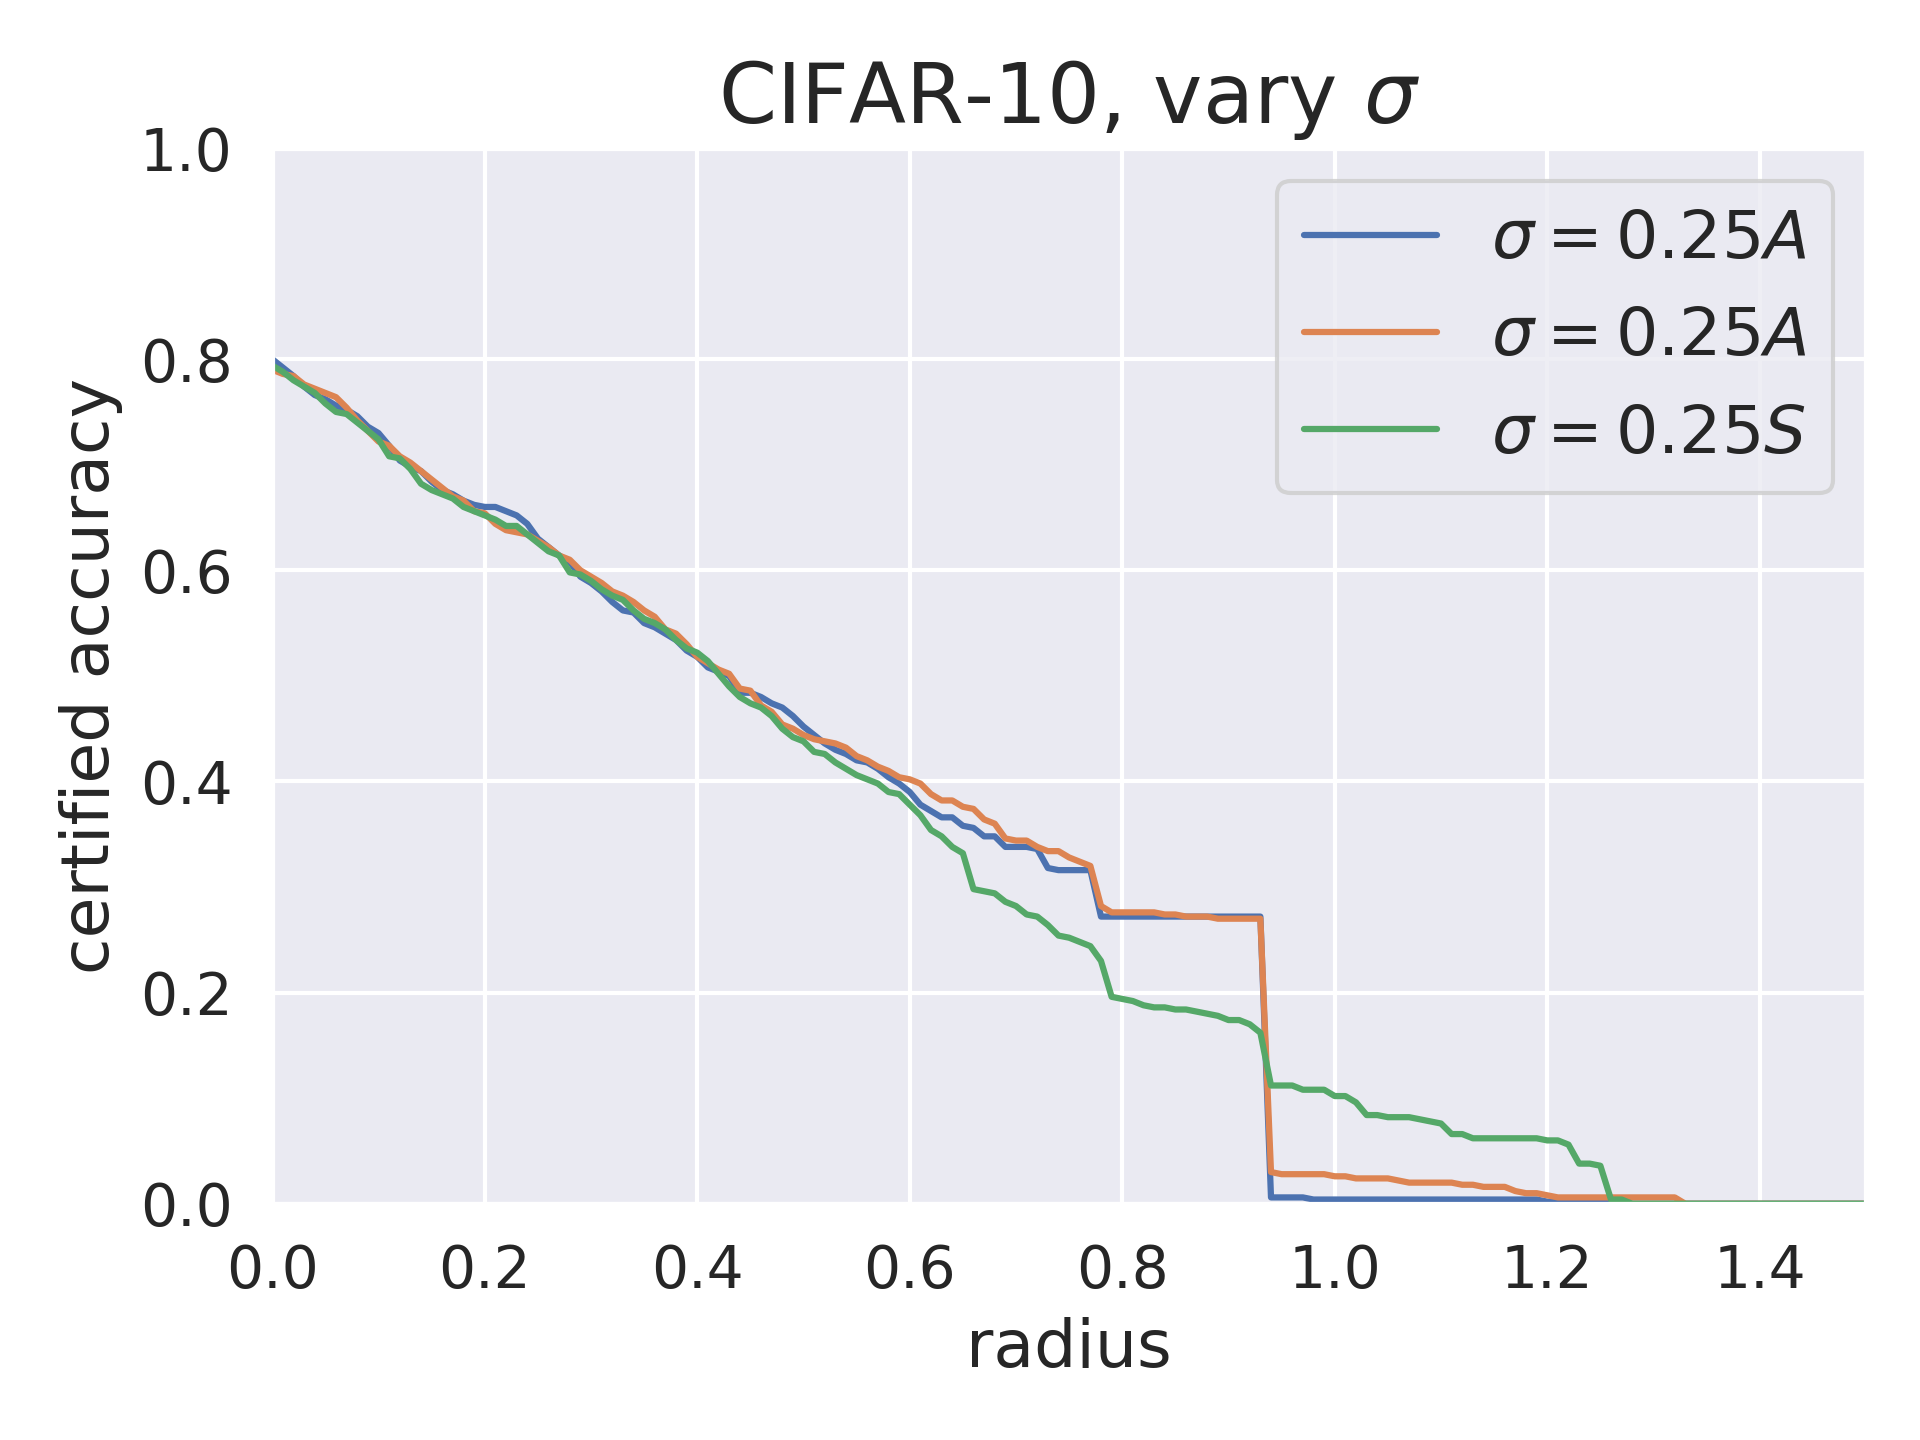 CIFAR-10, vary σ
1.0
0.8
0.6
0.4
0.2
0.0
certified accuracy
σ = 0.25A
σ = 0.25A
σ = 0.25S
0.0 0.2 0.4 0.6 0.8 1.0 1.2 1.4
radius